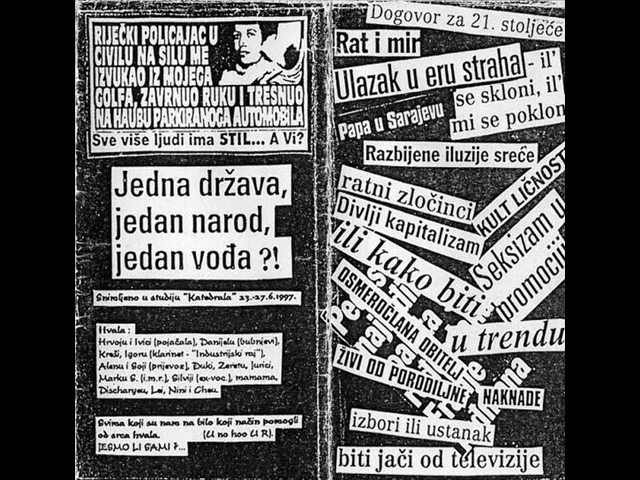 RIJEČKI POLICAJAC U
CIVILU NA SILU ME
IZVUKAO IZ MOJEGA
GOLFA, ZAVRNUO RUKU I TRESNUO
NA HAUBU PARKIRANOGA AUTOMOBILA
Sve više ljudi ima STIL... A Vi?
Jedna država,
jedan narod,
jedan vođa ?!
Snimljeno u studiju "Katedrala" 23.-27.6.1997.
Hvala :
Hrvoju i Ivici (pojačala), Danijelu (bubnjevi),
Kreši, Igoru (klarinet - "Industrijski raj"),
Alenu i Goji (prijevoz), Đuki, Zeretu, Jurici,
Marku S. (i.m.r.), Silviji (ex-voc.), mamama,
Discharyeu, Lei, Nini i Cheu.
Svima koji su nam na bilo koji način pomogli
od srca hvala. (U no hoo U R).
JESMO LI SAMI ?...
Dogovor za 21. stoljeće
Rat i mir
Ulazak u eru straha - il'
se skloni, il'
mi se pokloni
Papa u Sarajevu
Razbijene iluzije sreće
ratni zločinci
KULT LIČNOSTI
Divlji kapitalizam
Seksizam u
promociji
ili kako biti
u trendu
OSMEROČLANA OBITELJ
ŽIVI OD PORODILJNE NAKNADE
izbori ili ustanak
biti jači od televizije